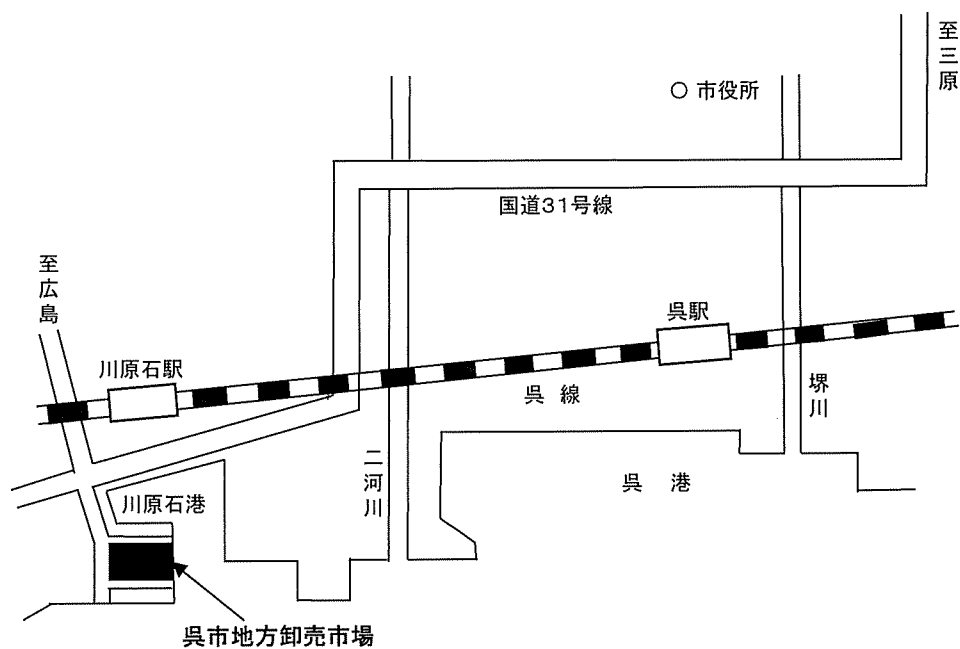 至三原
○ 市役所
国道31号線
至広島
呉駅
川原石駅
呉線
堺川
二河川
呉港
川原石港
呉市地方卸売市場